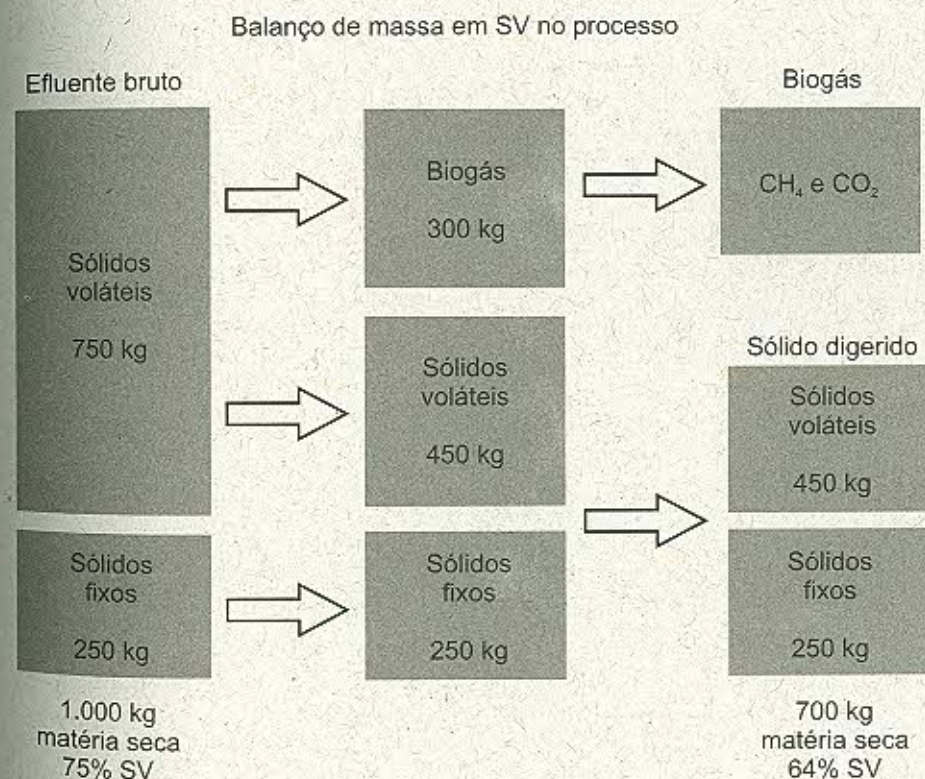 Balanço de massa em SV no processo
Efluente bruto
Sólidos
voláteis
750 kg
Sólidos
fixos
250 kg
1.000 kg
matéria seca
75% SV
Biogás
300 kg
Sólidos
voláteis
450 kg
Sólidos
fixos
250 kg
Biogás
CH₄ e CO₂
Sólido digerido
Sólidos
voláteis
450 kg
Sólidos
fixos
250 kg
700 kg
matéria seca
64% SV